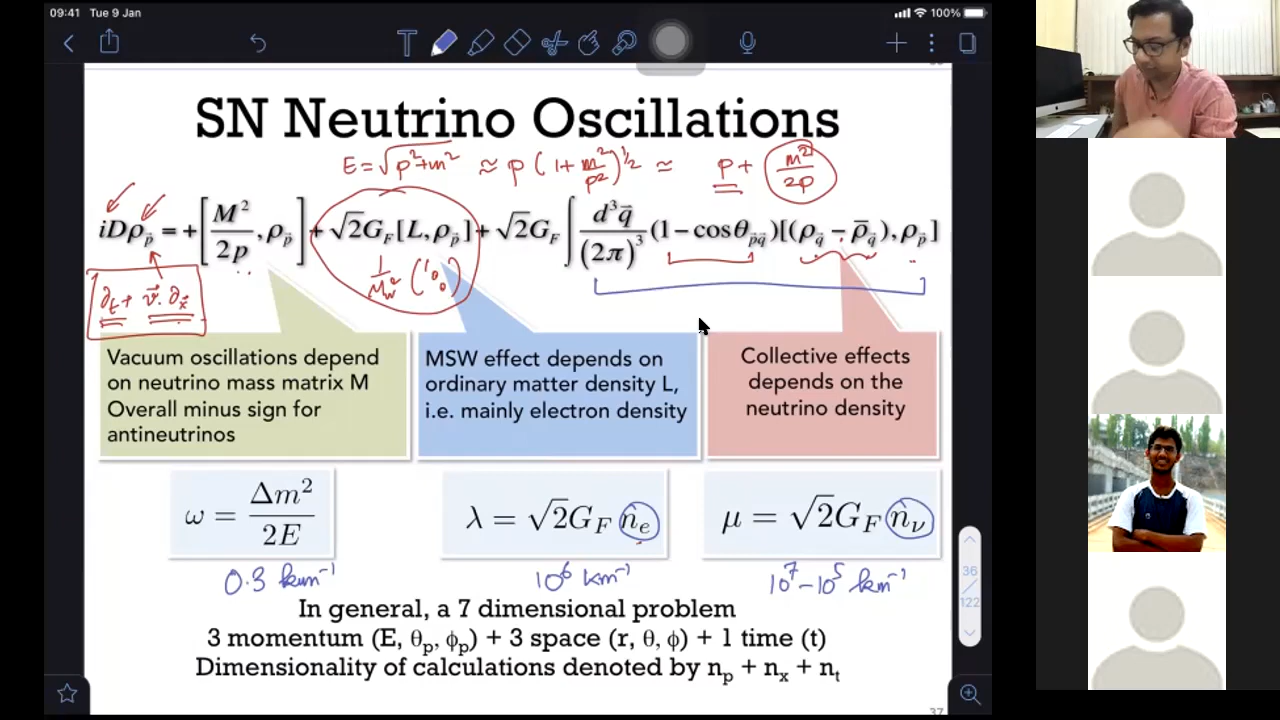 09:41 Tue 9 Jan 100%
SN Neutrino Oscillations
E = √p²+m² ≈ p (1+ m²/p²)^½ ≈ p + m²/2p
iDρ_p⃗ = +[M²/2p, ρ_p⃗] + √2G_F[L, ρ_p⃗] + √2G_F ∫ d³q⃗/(2π)³ (1 − cosθ_p⃗q⃗)[(ρ_q⃗ − ρ̄_q⃗), ρ_p⃗]
∂_t + v⃗·∂_x⃗
Vacuum oscillations depend
on neutrino mass matrix M
Overall minus sign for
antineutrinos
MSW effect depends on
ordinary matter density L,
i.e. mainly electron density
Collective effects
depends on the
neutrino density
ω = Δm²/2E
λ = √2G_F n_e
μ = √2G_F n_ν
0.3 km⁻¹
10⁶ km⁻¹
10⁷–10⁵ km⁻¹
In general, a 7 dimensional problem
3 momentum (E, θ_p, ϕ_p) + 3 space (r, θ, ϕ) + 1 time (t)
Dimensionality of calculations denoted by n_p + n_x + n_t
36
122
37